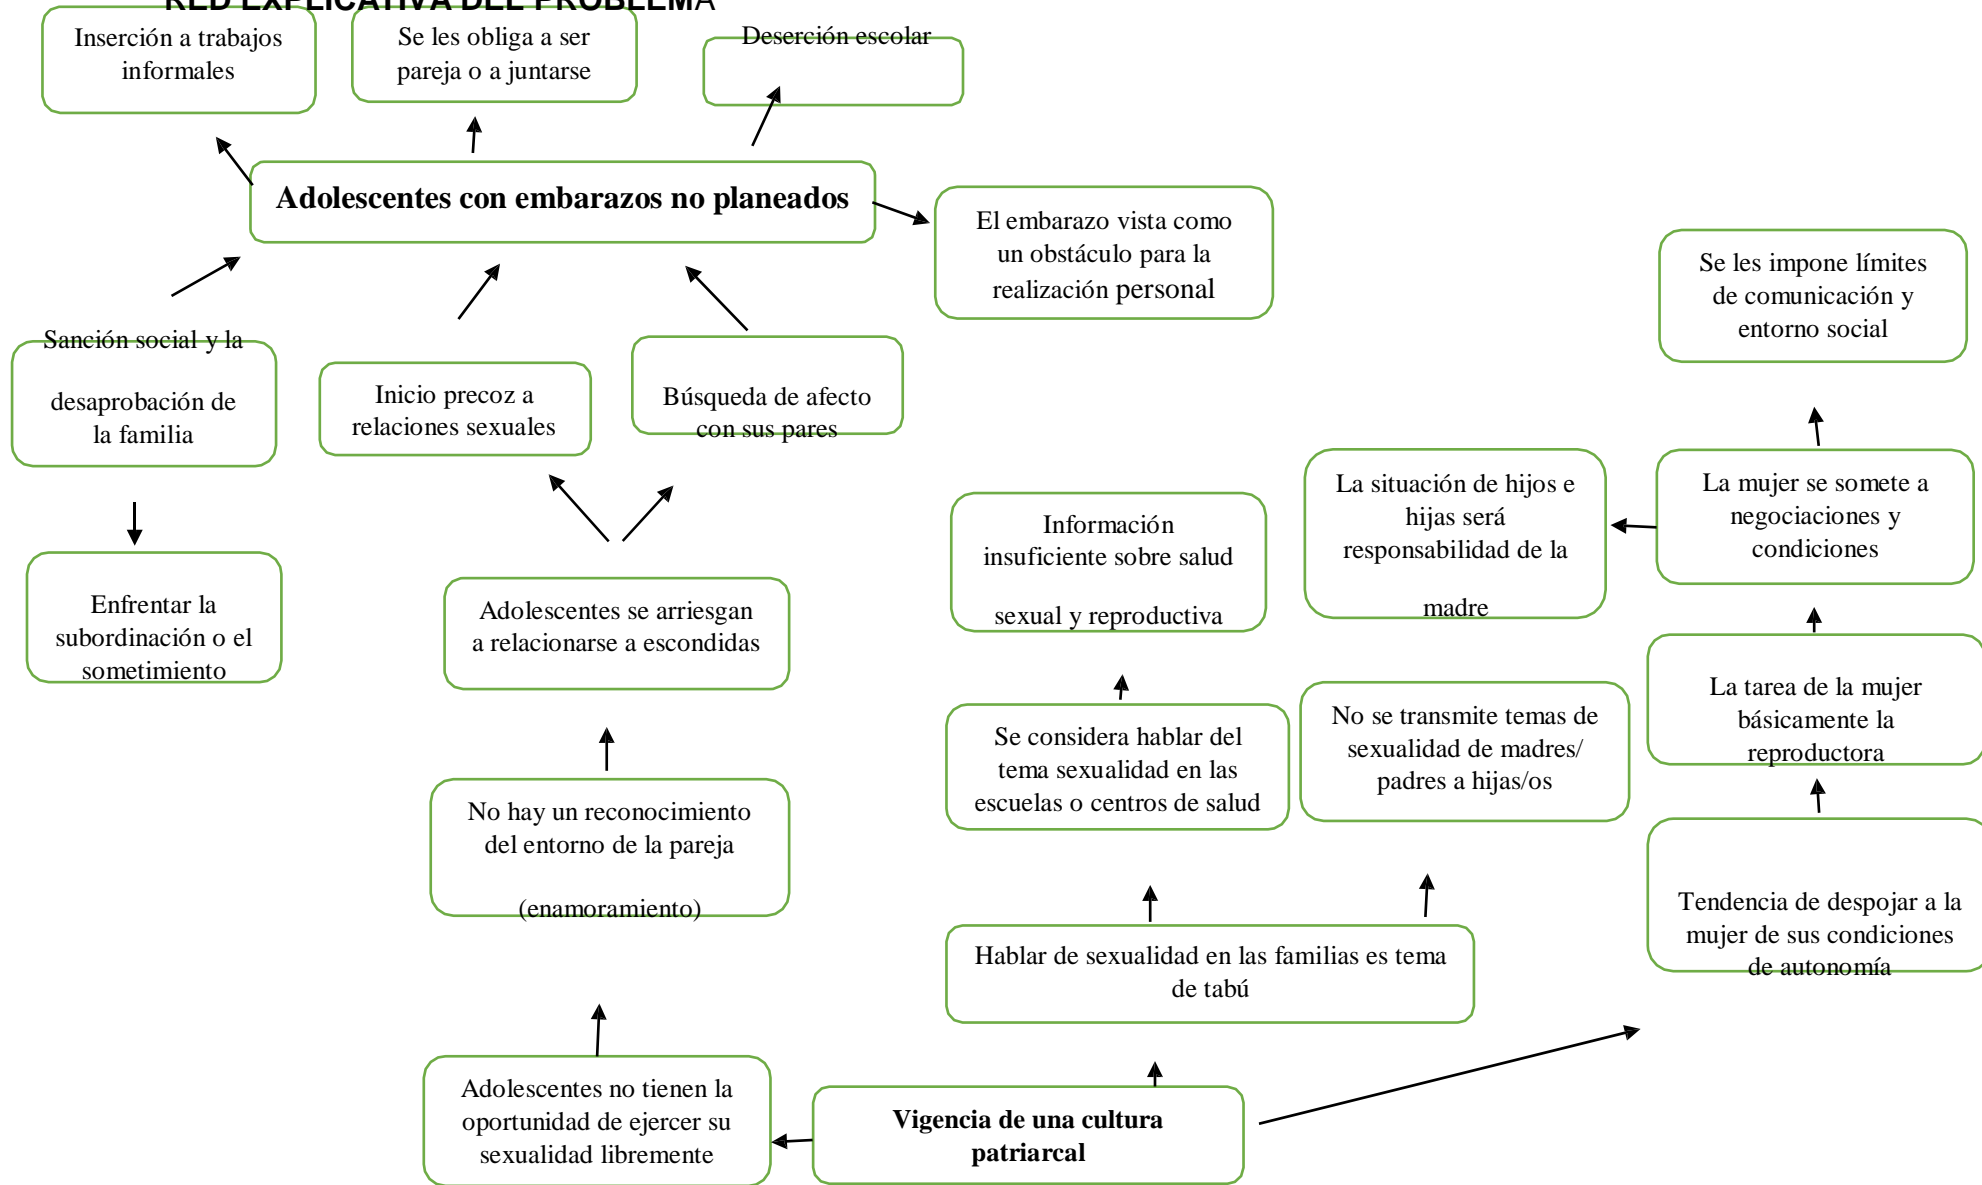 RED EXPLICATIVA DEL PROBLEMA
Inserción a trabajos
informales
Se les obliga a ser
pareja o a juntarse
Deserción escolar
Adolescentes con embarazos no planeados
El embarazo vista como
un obstáculo para la
realización personal
Se les impone límites
de comunicación y
entorno social
Sanción social y la
desaprobación de
la familia
Inicio precoz a
relaciones sexuales
Búsqueda de afecto
con sus pares
Información
insuficiente sobre salud
sexual y reproductiva
La situación de hijos e
hijas será
responsabilidad de la
madre
La mujer se somete a
negociaciones y
condiciones
Enfrentar la
subordinación o el
sometimiento
Adolescentes se arriesgan
a relacionarse a escondidas
Se considera hablar del
tema sexualidad en las
escuelas o centros de salud
No se transmite temas de
sexualidad de madres/
padres a hijas/os
La tarea de la mujer
básicamente la
reproductora
No hay un reconocimiento
del entorno de la pareja
(enamoramiento)
Hablar de sexualidad en las familias es tema
de tabú
Tendencia de despojar a la
mujer de sus condiciones
de autonomía
Adolescentes no tienen la
oportunidad de ejercer su
sexualidad libremente
Vigencia de una cultura
patriarcal